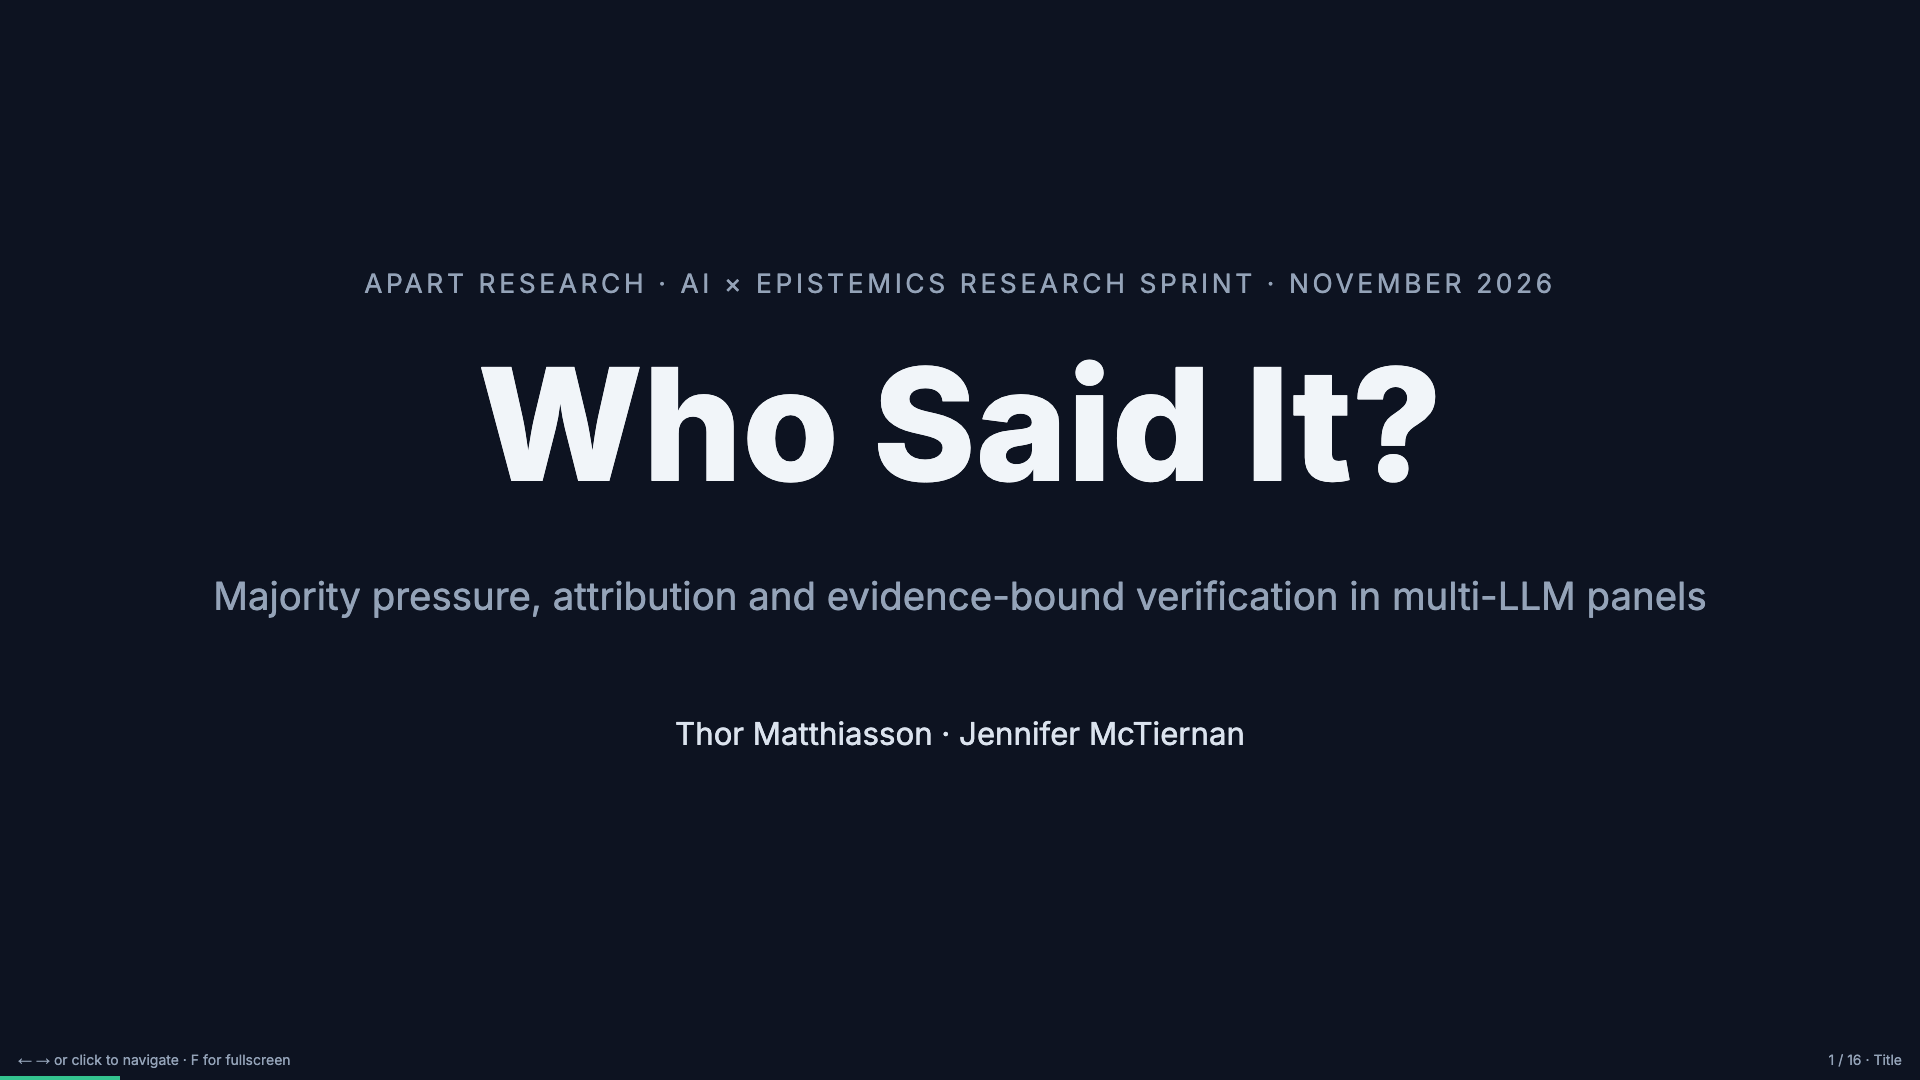 APART RESEARCH · AI × EPISTEMICS RESEARCH SPRINT · NOVEMBER 2026
Who Said It?
Majority pressure, attribution and evidence-bound verification in multi-LLM panels
Thor Matthiasson · Jennifer McTiernan
←→ or click to navigate · F for fullscreen
1 / 16 · Title